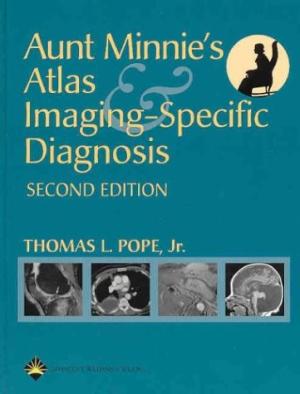 Aunt Minnie's
Atlas &
Imaging-Specific
Diagnosis
SECOND EDITION
THOMAS L. POPE, Jr.